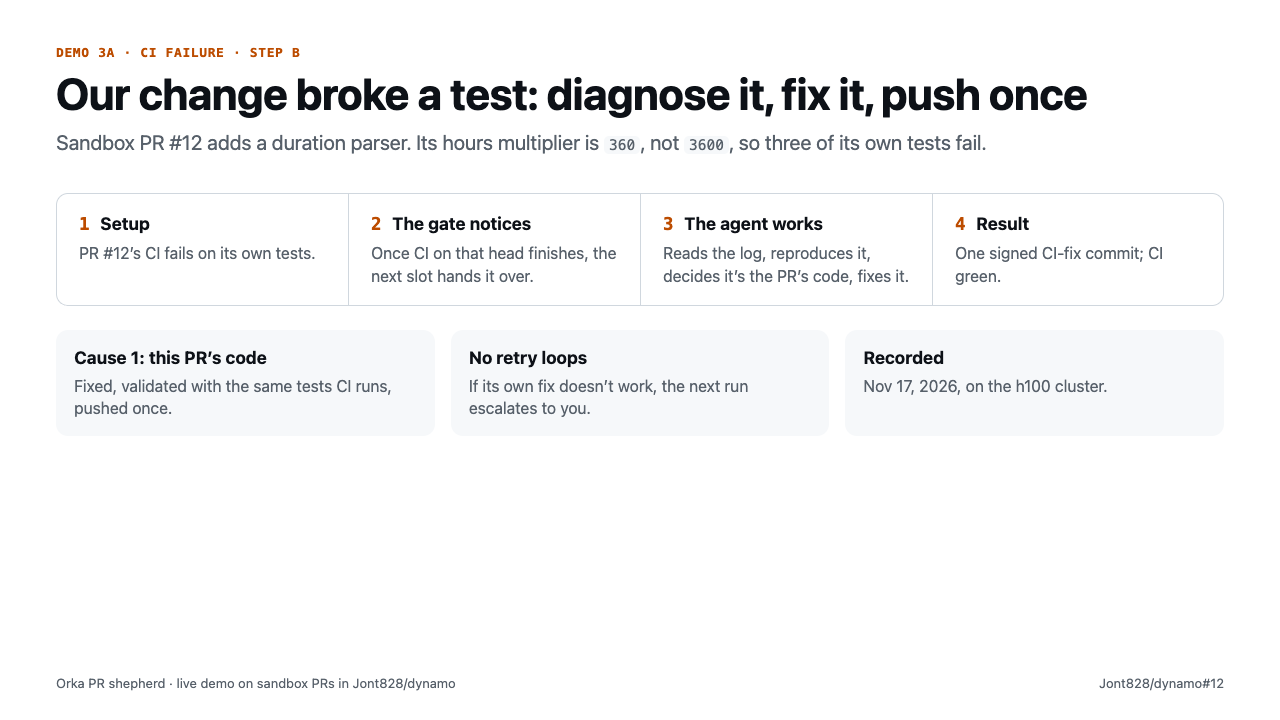 DEMO 3A · CI FAILURE · STEP B
Our change broke a test: diagnose it, fix it, push once
Sandbox PR #12 adds a duration parser. Its hours multiplier is 360, not 3600, so three of its own tests fail.
1 Setup
PR #12’s CI fails on its own tests.
2 The gate notices
Once CI on that head finishes, the
next slot hands it over.
3 The agent works
Reads the log, reproduces it,
decides it’s the PR’s code, fixes it.
4 Result
One signed CI-fix commit; CI
green.
Cause 1: this PR’s code
Fixed, validated with the same tests CI runs,
pushed once.
No retry loops
If its own fix doesn’t work, the next run
escalates to you.
Recorded
Nov 17, 2026, on the h100 cluster.
Orka PR shepherd · live demo on sandbox PRs in Jont828/dynamo
Jont828/dynamo#12